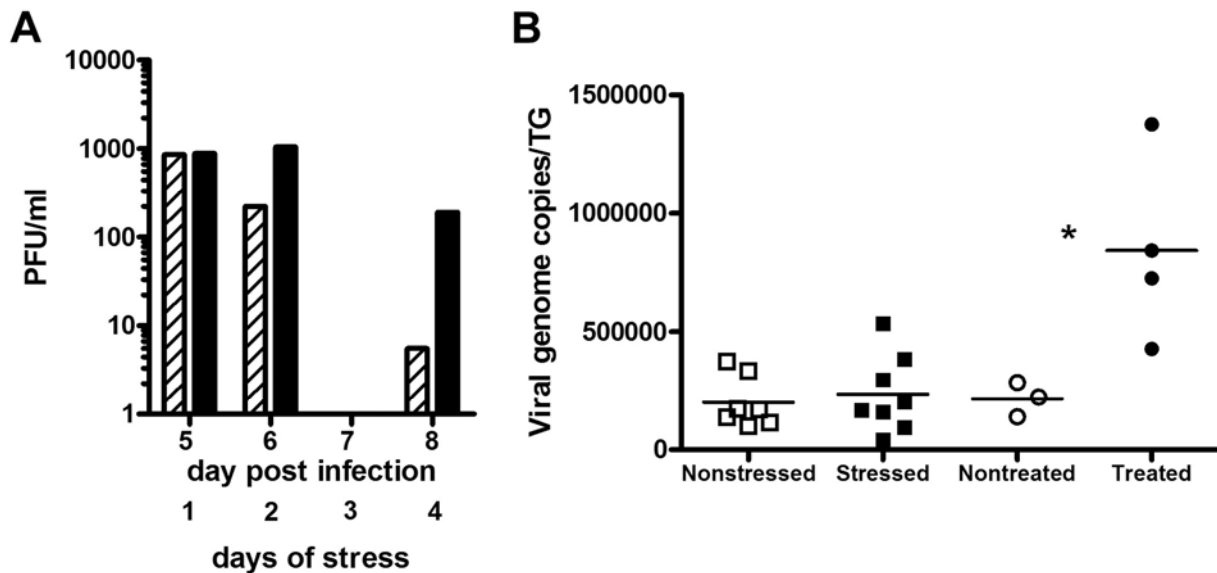 A
PFU/ml
10000
1000
100
10
1
5 6 7 8
day post infection
1 2 3 4
days of stress
B
Viral genome copies/TG
1500000
1000000
500000
0
*
Nonstressed Stressed Nontreated Treated